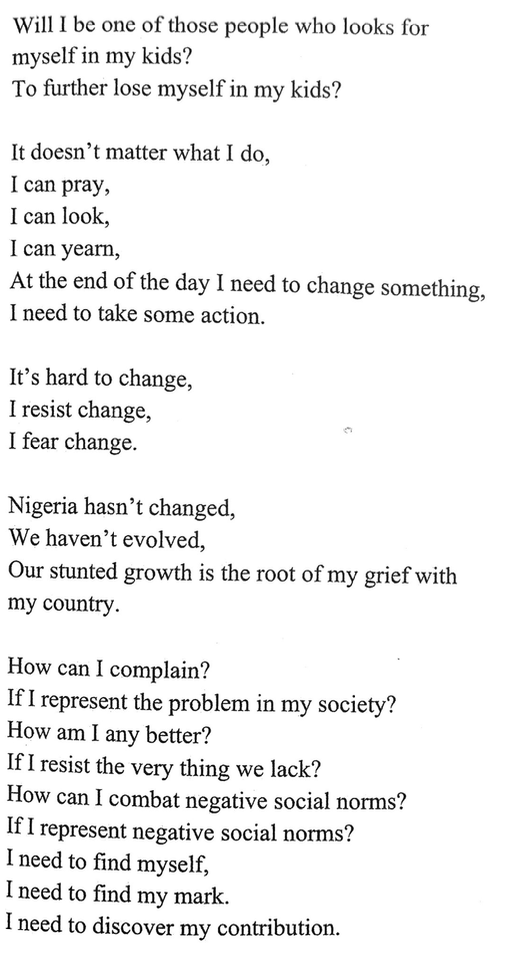 Will I be one of those people who looks for
myself in my kids?
To further lose myself in my kids?
It doesn't matter what I do,
I can pray,
I can look,
I can yearn,
At the end of the day I need to change something,
I need to take some action.
It's hard to change,
I resist change,
I fear change.
Nigeria hasn't changed,
We haven't evolved,
Our stunted growth is the root of my grief with
my country.
How can I complain?
If I represent the problem in my society?
How am I any better?
If I resist the very thing we lack?
How can I combat negative social norms?
If I represent negative social norms?
I need to find myself,
I need to find my mark.
I need to discover my contribution.